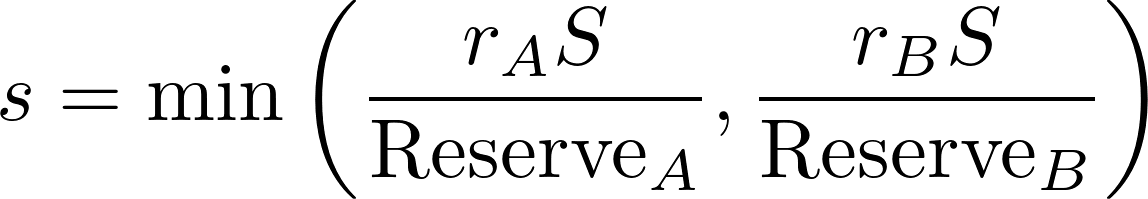 s = min ( r_A S / Reserve_A , r_B S / Reserve_B )